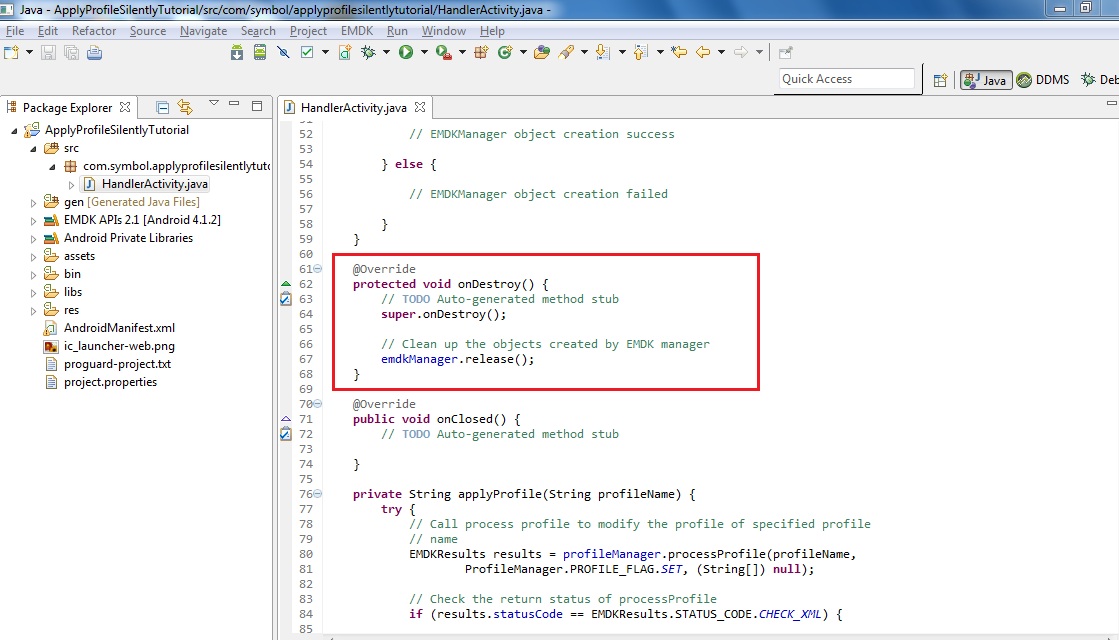 Java - ApplyProfileSilentlyTutorial/src/com/symbol/applyprofilesilentlytutorial/HandlerActivity.java -
File Edit Refactor Source Navigate Search Project EMDK Run Window Help
Quick Access
Java DDMS Deb
Package Explorer
ApplyProfileSilentlyTutorial
src
com.symbol.applyprofilesilentlytuto
HandlerActivity.java
gen [Generated Java Files]
EMDK APIs 2.1 [Android 4.1.2]
Android Private Libraries
assets
bin
libs
res
AndroidManifest.xml
ic_launcher-web.png
proguard-project.txt
project.properties
HandlerActivity.java
51
52 // EMDKManager object creation success
53
54 } else {
55
56 // EMDKManager object creation failed
57
58 }
59 }
60
61 @Override
62 protected void onDestroy() {
63 // TODO Auto-generated method stub
64 super.onDestroy();
65
66 // Clean up the objects created by EMDK manager
67 emdkManager.release();
68 }
69
70 @Override
71 public void onClosed() {
72 // TODO Auto-generated method stub
73
74 }
75
76 private String applyProfile(String profileName) {
77 try {
78 // Call process profile to modify the profile of specified profile
79 // name
80 EMDKResults results = profileManager.processProfile(profileName,
81 ProfileManager.PROFILE_FLAG.SET, (String[]) null);
82
83 // Check the return status of processProfile
84 if (results.statusCode == EMDKResults.STATUS_CODE.CHECK_XML) {
85